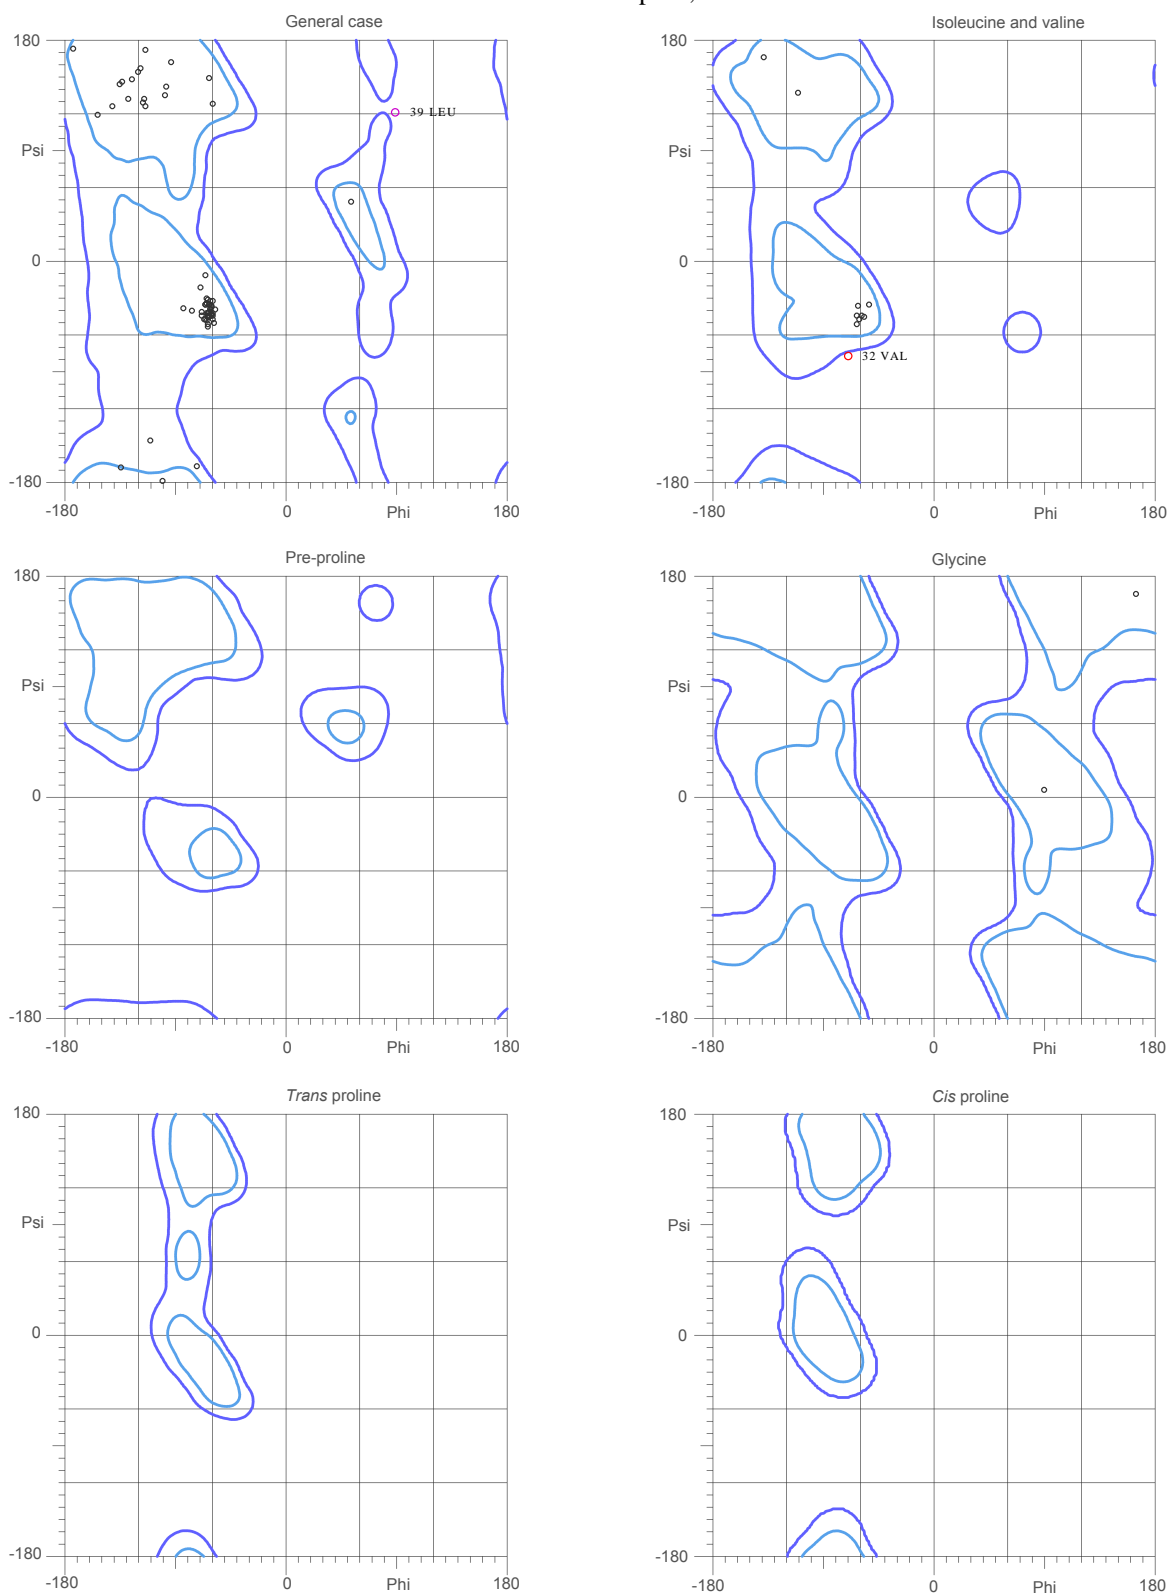 General case
180
39 LEU
Psi
0
-180
-180
0
Phi
180
Isoleucine and valine
180
Psi
0
32 VAL
-180
-180
0
Phi
180
Pre-proline
180
Psi
0
-180
-180
0
Phi
180
Glycine
180
Psi
0
-180
-180
0
Phi
180
Trans proline
180
Psi
0
-180
-180
0
Phi
180
Cis proline
180
Psi
0
-180
-180
0
Phi
180